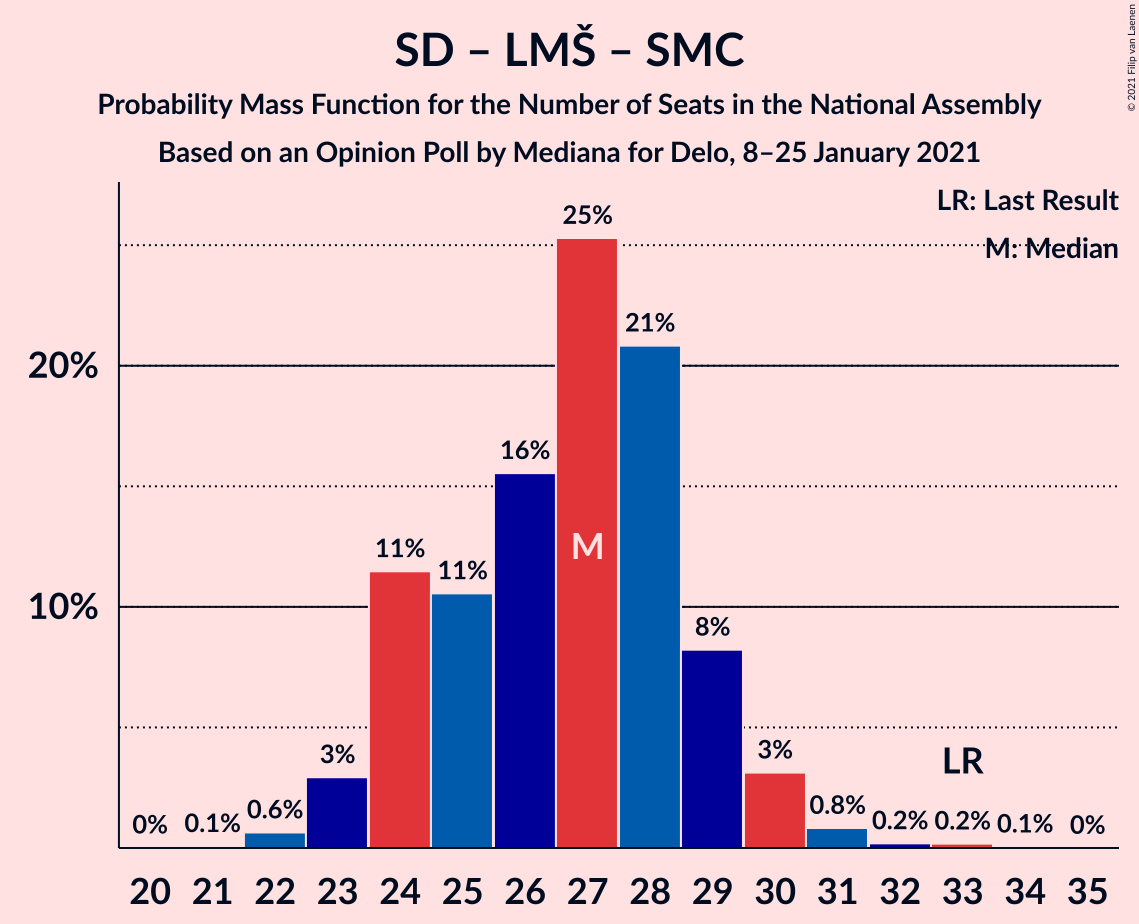 SD – LMŠ – SMC
Probability Mass Function for the Number of Seats in the National Assembly
Based on an Opinion Poll by Mediana for Delo, 8–25 January 2021
© 2021 Filip van Laenen
LR: Last Result
M: Median
25%
21%
20%
16%
11%
11%
M
10%
8%
3%
3%
LR
0%
0.1%
0.6%
0.8%
0.2%
0.2%
0.1%
0%
20 21 22 23 24 25 26 27 28 29 30 31 32 33 34 35